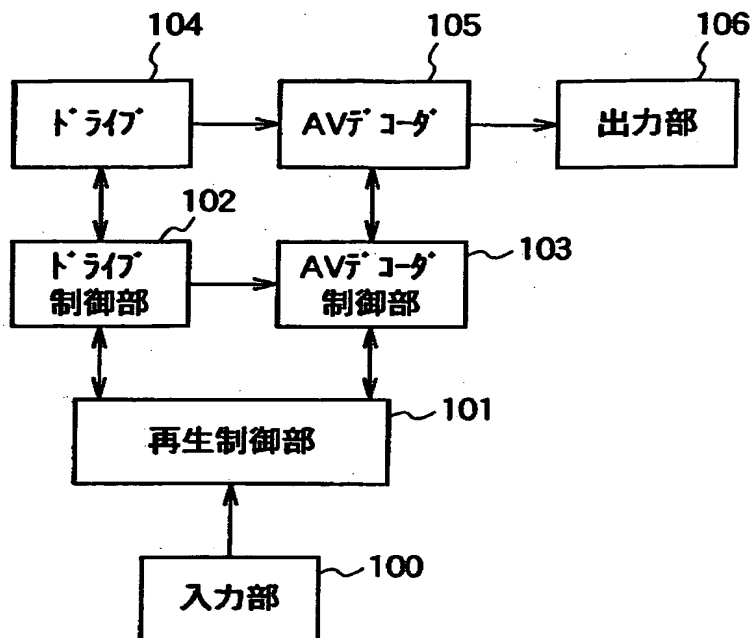 104
105
106
ドライブ
AVデコーダ
出力部
102
103
ドライブ
制御部
AVデコーダ
制御部
101
再生制御部
100
入力部